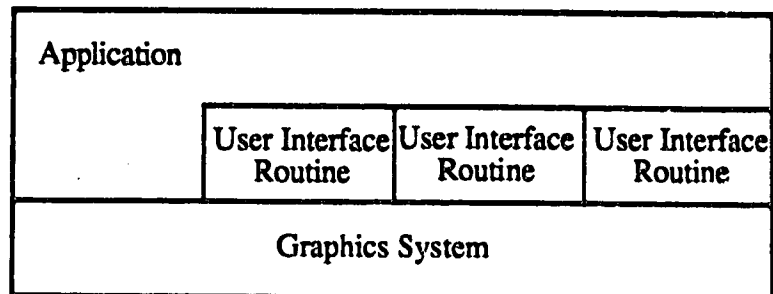 Application
User Interface
Routine
User Interface
Routine
User Interface
Routine
Graphics System